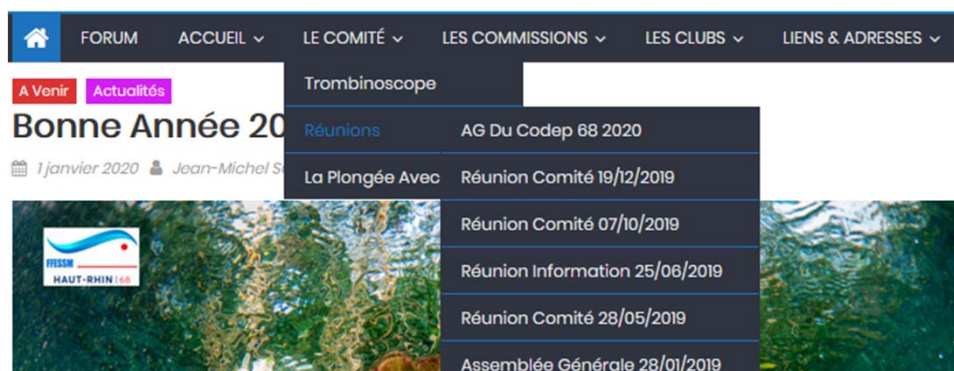 FORUM ACCUEIL LE COMITÉ LES COMMISSIONS LES CLUBS LIENS & ADRESSES
Trombinoscope
A Venir Actualités
Bonne Année 20
Réunions AG Du Codep 68 2020
1 janvier 2020 Jean-Michel
La Plongée Avec Réunion Comité 19/12/2019
Réunion Comité 07/10/2019
FFESSM
HAUT-RHIN | 68
Réunion Information 25/06/2019
Réunion Comité 28/05/2019
Assemblée Générale 28/01/2019